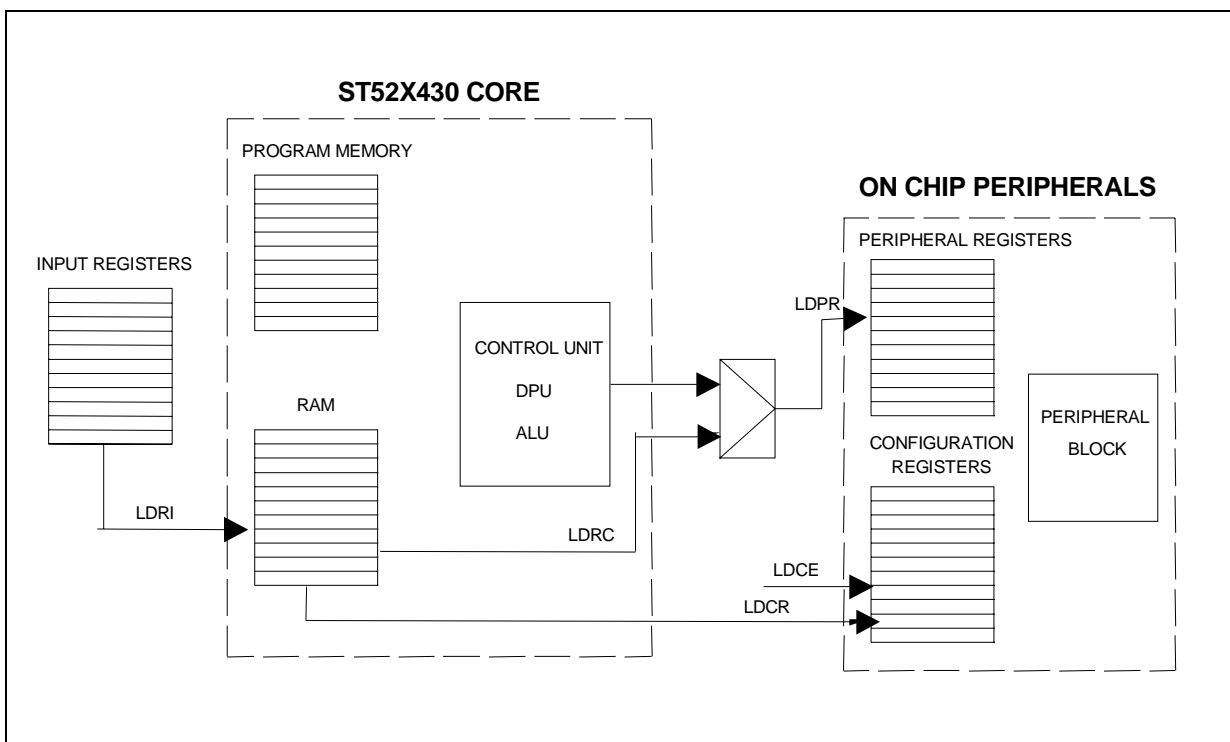 ST52X430 CORE
PROGRAM MEMORY
ON CHIP PERIPHERALS
PERIPHERAL REGISTERS
INPUT REGISTERS
LDPR
CONTROL UNIT
DPU
ALU
RAM
PERIPHERAL
BLOCK
CONFIGURATION
REGISTERS
LDRI
LDRC
LDCE
LDCR